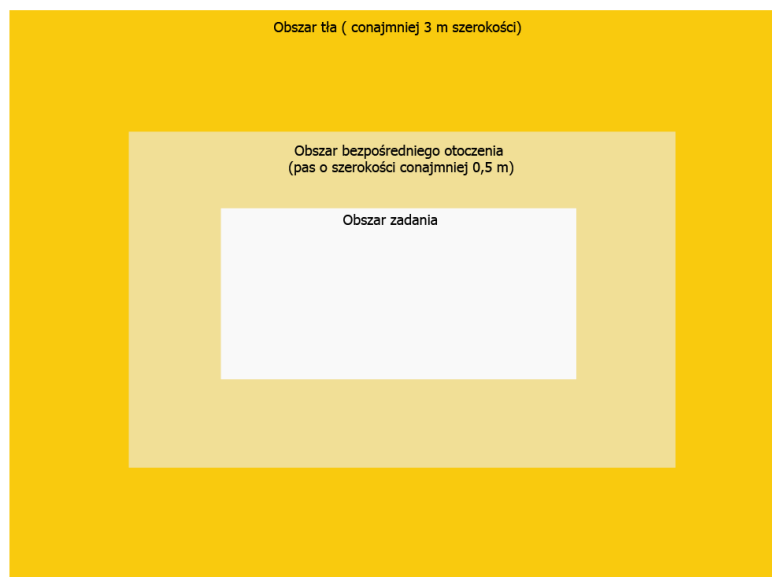 Obszar tła ( conajmniej 3 m szerokości)
Obszar bezpośredniego otoczenia
(pas o szerokości conajmniej 0,5 m)
Obszar zadania